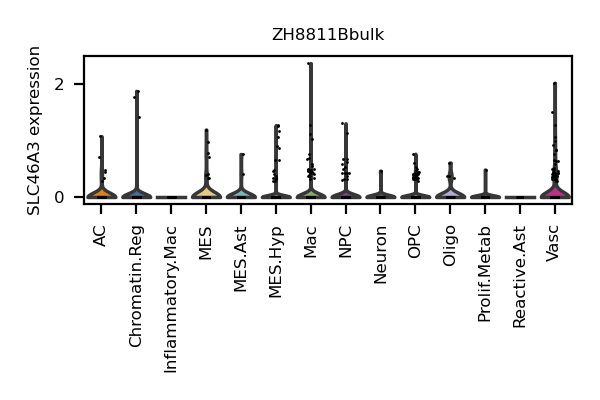 ZH8811Bbulk
SLC46A3 expression
2
0
AC
Chromatin.Reg
Inflammatory.Mac
MES
MES.Ast
MES.Hyp
Mac
NPC
Neuron
OPC
Oligo
Prolif.Metab
Reactive.Ast
Vasc